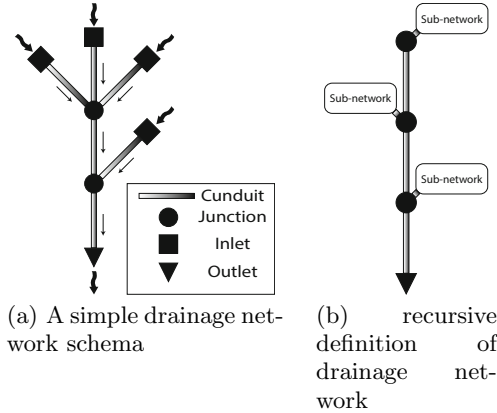 Sub-network
Sub-network
Sub-network
Cunduit
Junction
Inlet
Outlet
(a) A simple drainage net-
work schema
(b) recursive
definition of
drainage net-
work